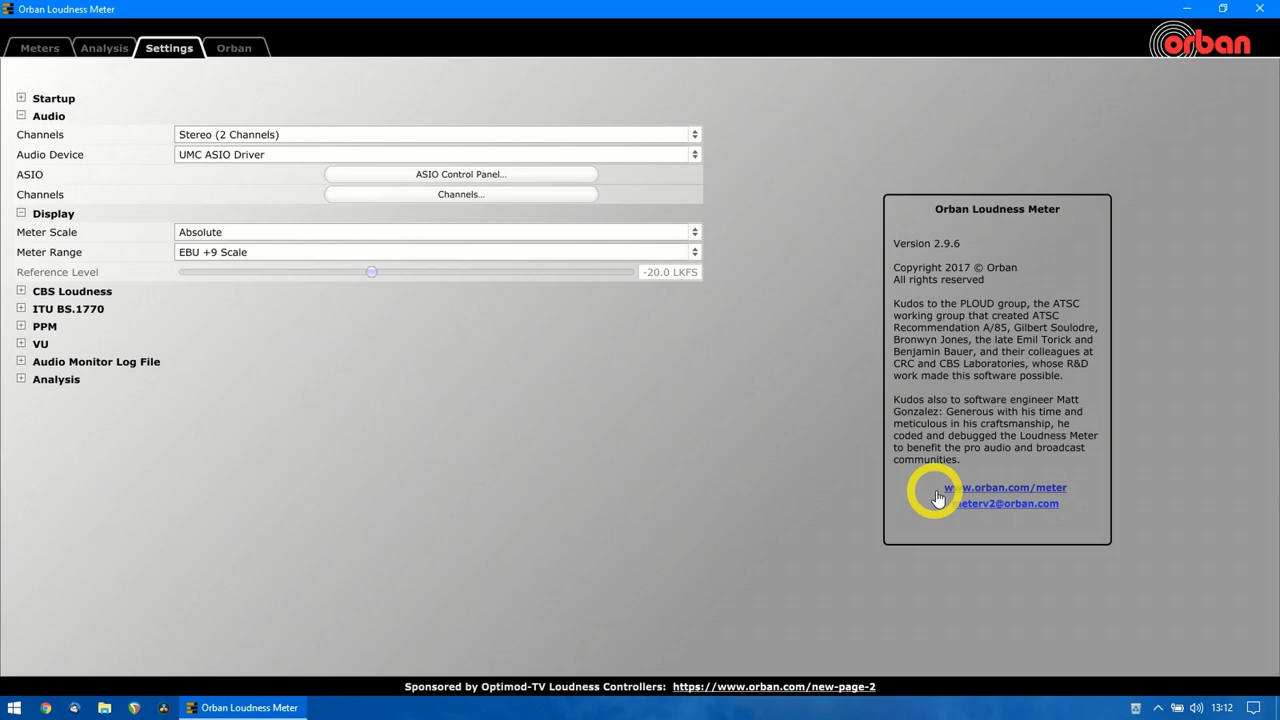 Orban Loudness Meter
Meters
Analysis
Settings
Orban
orban
Startup
Audio
Channels
Stereo (2 Channels)
Audio Device
UMC ASIO Driver
ASIO
ASIO Control Panel...
Channels
Channels...
Display
Meter Scale
Absolute
Meter Range
EBU +9 Scale
Reference Level
-20.0 LKFS
CBS Loudness
ITU BS.1770
PPM
VU
Audio Monitor Log File
Analysis
Orban Loudness Meter
Version 2.9.6
Copyright 2017 © Orban
All rights reserved
Kudos to the PLOUD group, the ATSC
working group that created ATSC
Recommendation A/85, Gilbert Soulodre,
Bronwyn Jones, the late Emil Torick and
Benjamin Bauer, and their colleagues at
CRC and CBS Laboratories, whose R&D
work made this software possible.
Kudos also to software engineer Matt
Gonzalez: Generous with his time and
meticulous in his craftsmanship, he
coded and debugged the Loudness Meter
to benefit the pro audio and broadcast
communities.
www.orban.com/meter
meterv2@orban.com
Sponsored by Optimod-TV Loudness Controllers: https://www.orban.com/new-page-2
Orban Loudness Meter
13:12